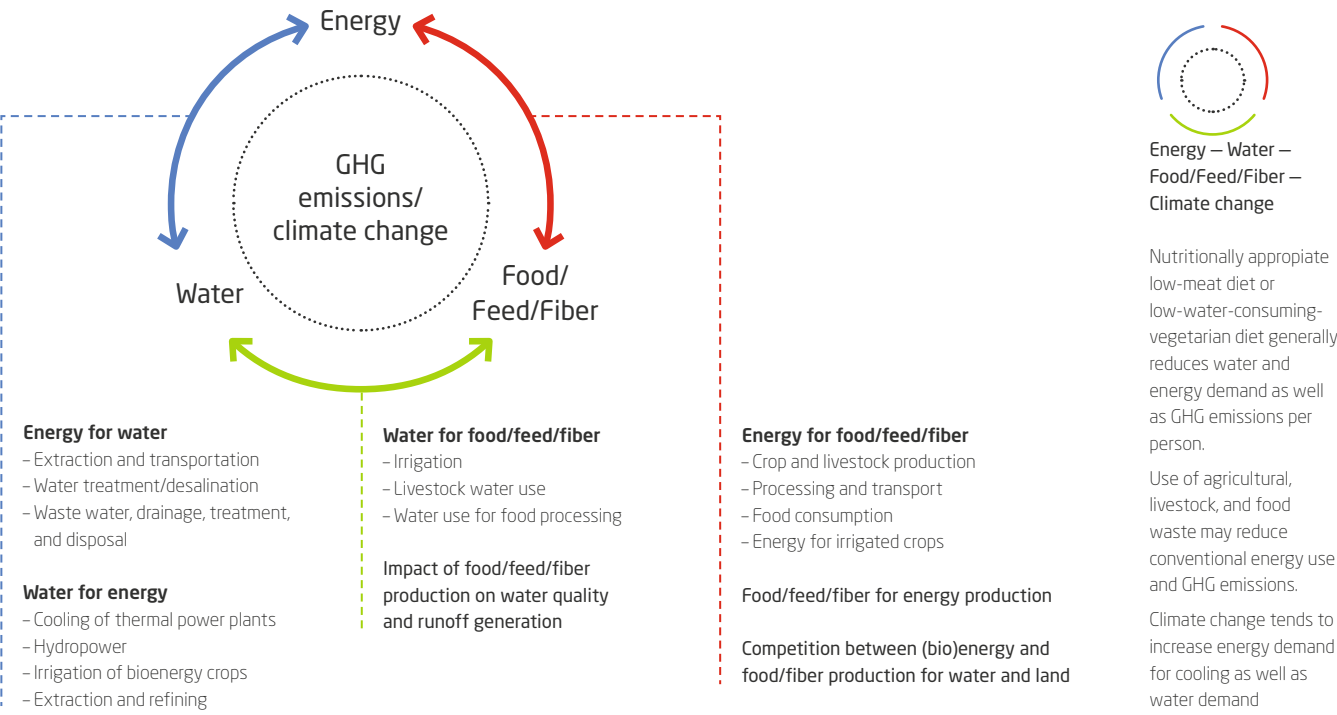 Energy
GHG
emissions/
climate change
Water
Food/
Feed/Fiber
Energy for water
– Extraction and transportation
– Water treatment/desalination
– Waste water, drainage, treatment,
and disposal
Water for energy
– Cooling of thermal power plants
– Hydropower
– Irrigation of bioenergy crops
– Extraction and refining
Water for food/feed/fiber
– Irrigation
– Livestock water use
– Water use for food processing
Impact of food/feed/fiber
production on water quality
and runoff generation
Energy for food/feed/fiber
– Crop and livestock production
– Processing and transport
– Food consumption
– Energy for irrigated crops
Food/feed/fiber for energy production
Competition between (bio)energy and
food/fiber production for water and land
Energy — Water —
Food/Feed/Fiber —
Climate change
Nutritionally appropiate
low-meat diet or
low-water-consuming-
vegetarian diet generally
reduces water and
energy demand as well
as GHG emissions per
person.
Use of agricultural,
livestock, and food
waste may reduce
conventional energy use
and GHG emissions.
Climate change tends to
increase energy demand
for cooling as well as
water demand